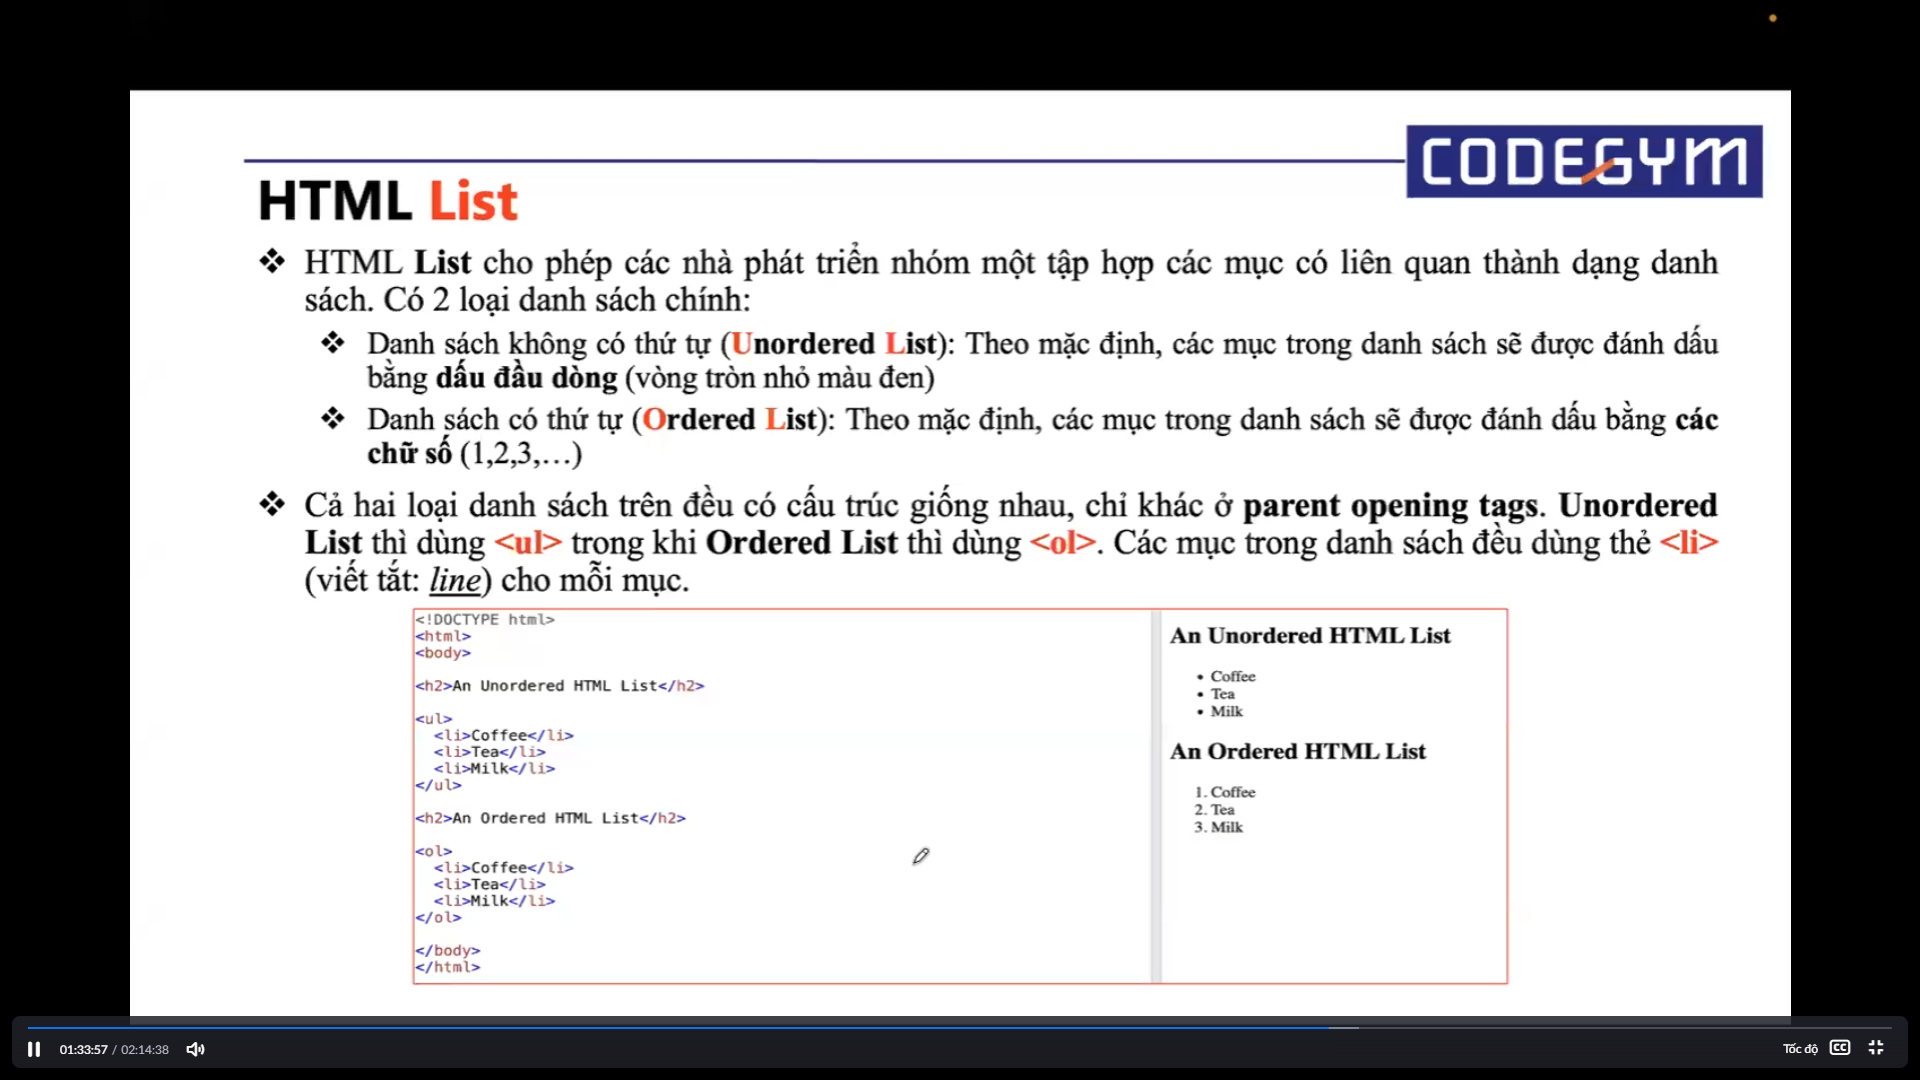 CODEGYM
HTML List
❖ HTML List cho phép các nhà phát triển nhóm một tập hợp các mục có liên quan thành dạng danh
sách. Có 2 loại danh sách chính:
❖ Danh sách không có thứ tự (Unordered List): Theo mặc định, các mục trong danh sách sẽ được đánh dấu
bằng dấu đầu dòng (vòng tròn nhỏ màu đen)
❖ Danh sách có thứ tự (Ordered List): Theo mặc định, các mục trong danh sách sẽ được đánh dấu bằng các
chữ số (1,2,3,…)
❖ Cả hai loại danh sách trên đều có cấu trúc giống nhau, chỉ khác ở parent opening tags. Unordered
List thì dùng <ul> trong khi Ordered List thì dùng <ol>. Các mục trong danh sách đều dùng thẻ <li>
(viết tắt: line) cho mỗi mục.
<!DOCTYPE html>
<html>
<body>
<h2>An Unordered HTML List</h2>
<ul>
<li>Coffee</li>
<li>Tea</li>
<li>Milk</li>
</ul>
<h2>An Ordered HTML List</h2>
<ol>
<li>Coffee</li>
<li>Tea</li>
<li>Milk</li>
</ol>
</body>
</html>
An Unordered HTML List
• Coffee
• Tea
• Milk
An Ordered HTML List
1. Coffee
2. Tea
3. Milk
01:33:57 / 02:14:38
Tốc độ
CC